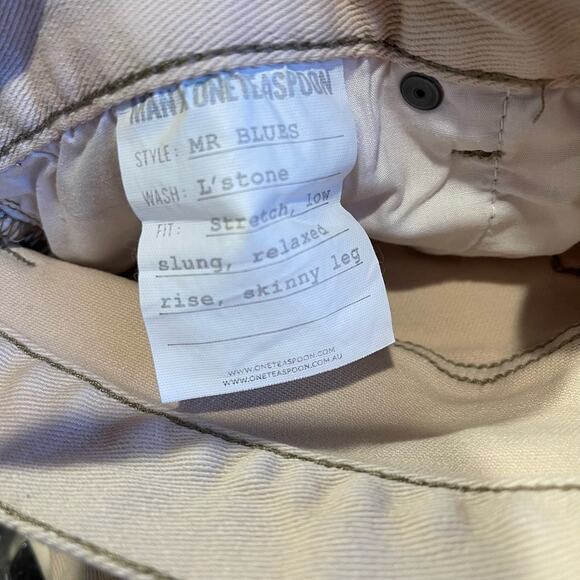 MANX ONETEASPOON
STYLE: MR BLUES
WASH: L'stone
FIT: Stretch, low
slung, relaxed
rise, skinny leg
WWW.ONETEASPOON.COM
WWW.ONETEASPOON.COM.AU